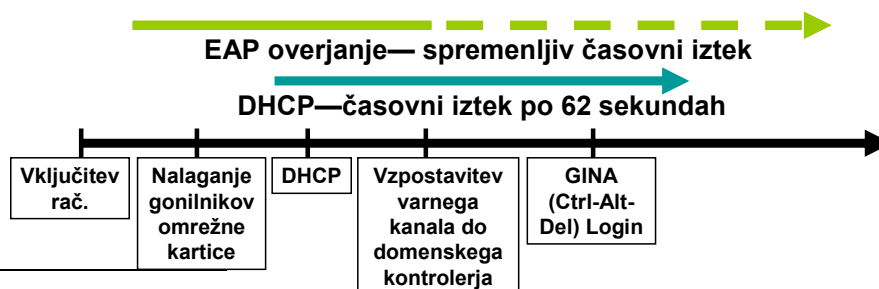 EAP overjanje— spremenljiv časovni iztek
DHCP—časovni iztek po 62 sekundah
Vključitev
rač.
Nalaganje
gonilnikov
omrežne
kartice
DHCP
Vzpostavitev
varnega
kanala do
domenskega
kontrolerja
GINA
(Ctrl-Alt-
Del) Login